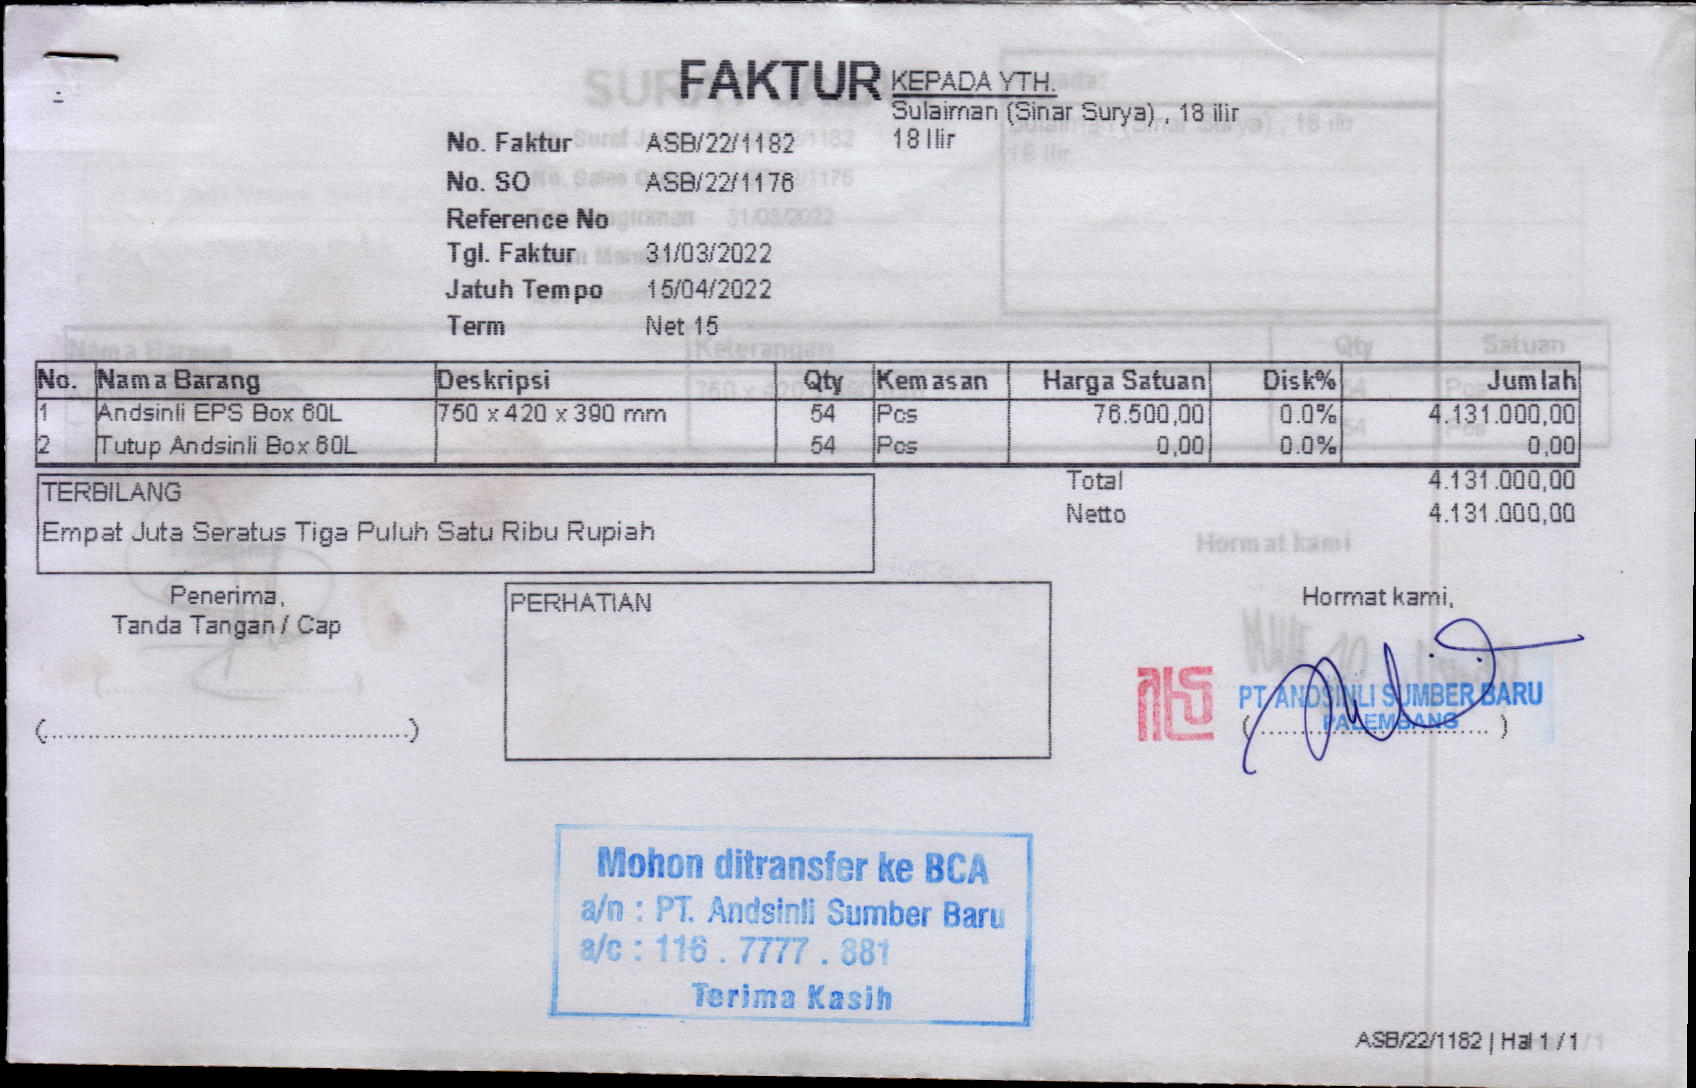 FAKTUR
KEPADA YTH.
Sulaiman (Sinar Surya) , 18 ilir
18 Ilir
No. Faktur ASB/22/1182
No. SO ASB/22/1176
Reference No
Tgl. Faktur 31/03/2022
Jatuh Tempo 15/04/2022
Term Net 15
No. Nama Barang Deskripsi Qty Kemasan Harga Satuan Disk% Jumlah
1 Andsinli EPS Box 60L 750 x 420 x 390 mm 54 Pcs 76.500,00 0.0% 4.131.000,00
2 Tutup Andsinli Box 60L 54 Pcs 0,00 0.0% 0,00
Total 4.131.000,00
Netto 4.131.000,00
TERBILANG
Empat Juta Seratus Tiga Puluh Satu Ribu Rupiah
Penerima,
Tanda Tangan / Cap
PERHATIAN
Hormat kami,
PT. ANDSINLI SUMBER BARU
PALEMBANG
Mohon ditransfer ke BCA
a/n : PT. Andsinli Sumber Baru
a/c : 116 . 7777 . 881
Terima Kasih
ASB/22/1182 | Hal 1 / 1